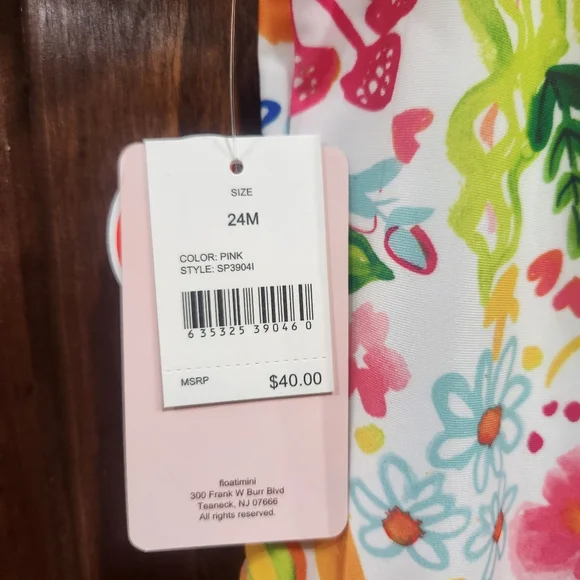 SIZE
24M
COLOR: PINK
STYLE: SP3904I
6 35325 39046 0
MSRP $40.00
floatimini
300 Frank W Burr Blvd
Teaneck, NJ 07666
All rights reserved.